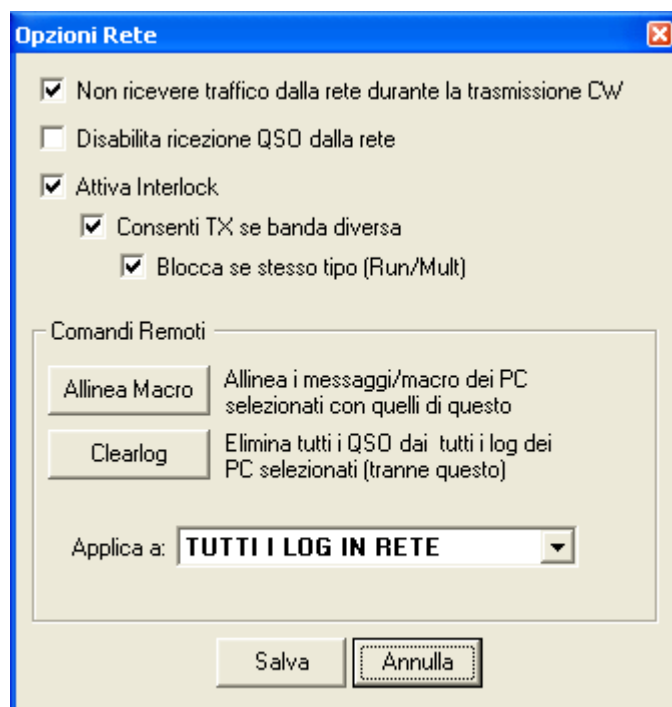 Opzioni Rete
Non ricevere traffico dalla rete durante la trasmissione CW
Disabilita ricezione QSO dalla rete
Attiva Interlock
Consenti TX se banda diversa
Blocca se stesso tipo (Run/Mult)
Comandi Remoti
Allinea Macro
Allinea i messaggi/macro dei PC
selezionati con quelli di questo
Clearlog
Elimina tutti i QSO dai tutti i log dei
PC selezionati (tranne questo)
Applica a: TUTTI I LOG IN RETE
Salva Annulla